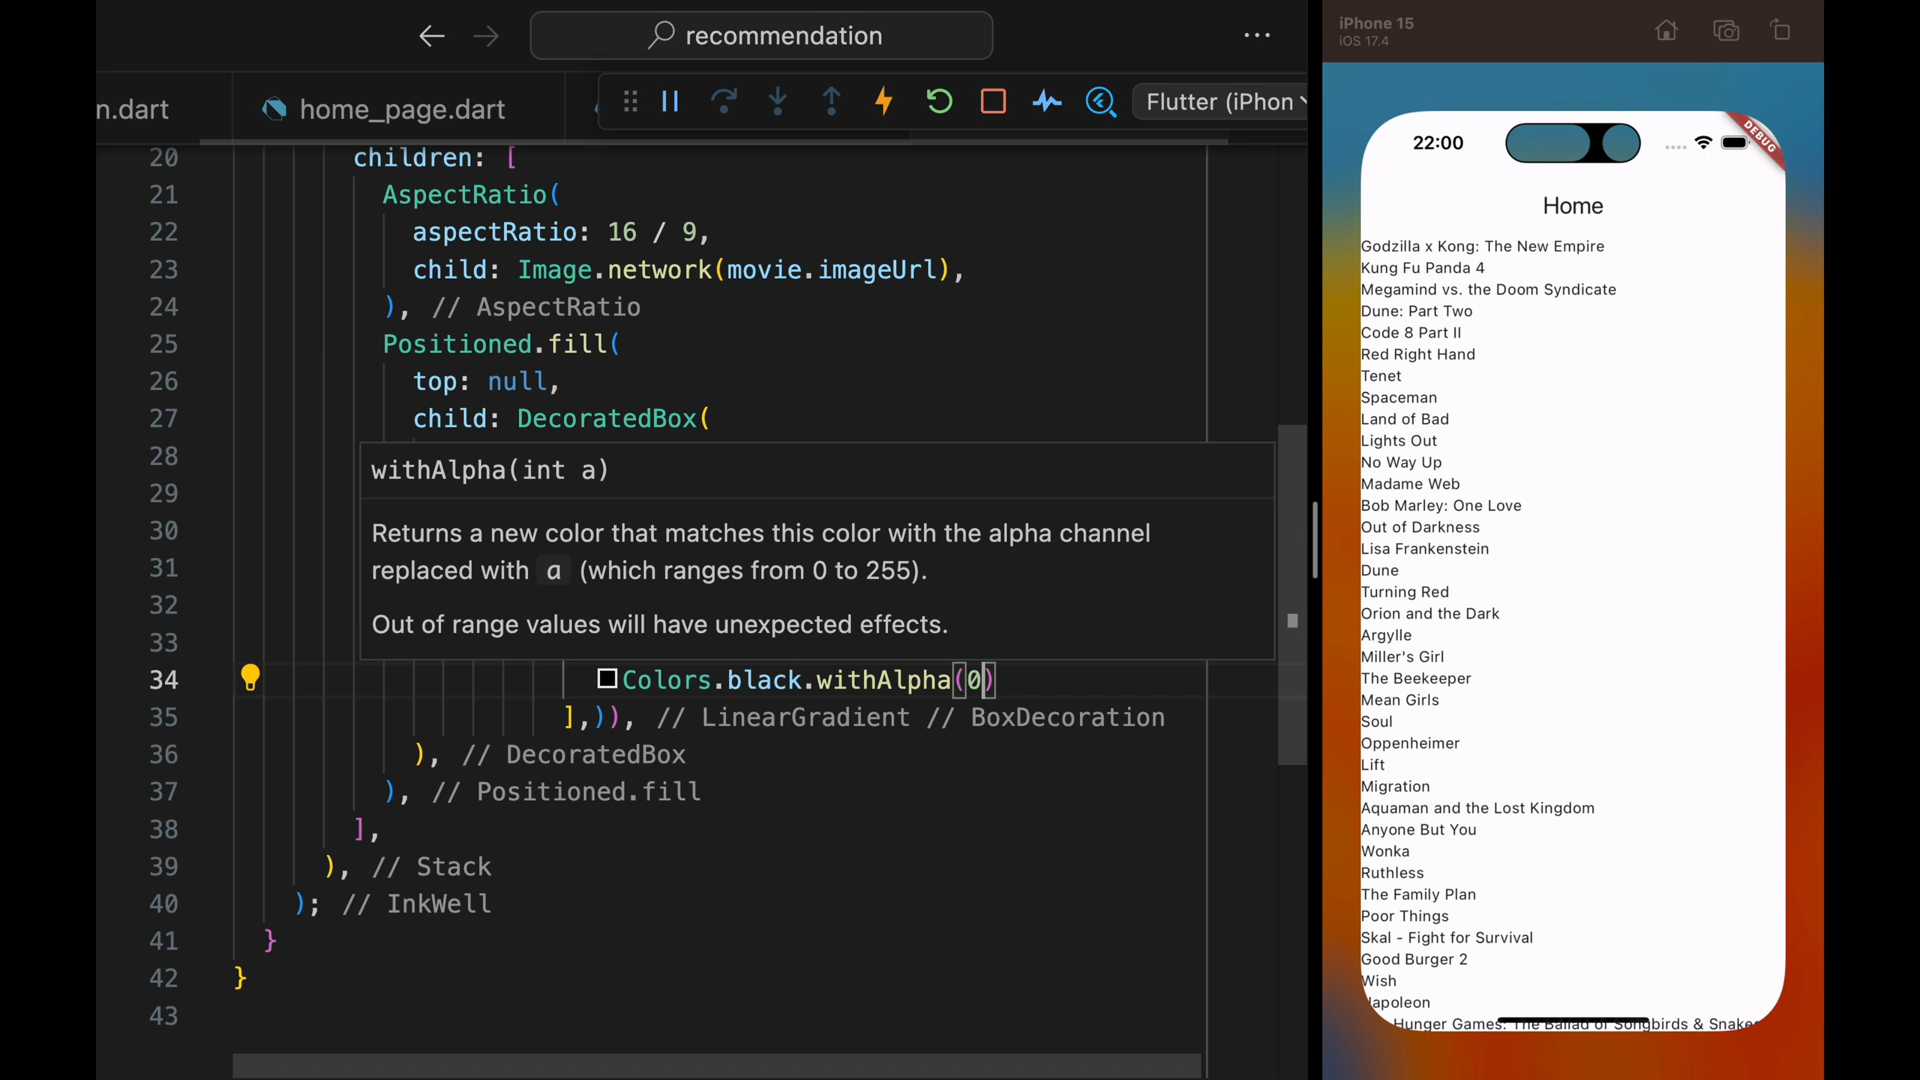 recommendation
n.dart
home_page.dart
Flutter (iPhon
20 children: [
21 AspectRatio(
22 aspectRatio: 16 / 9,
23 child: Image.network(movie.imageUrl),
24 ), // AspectRatio
25 Positioned.fill(
26 top: null,
27 child: DecoratedBox(
28
29
30
31
32
33
withAlpha(int a)
Returns a new color that matches this color with the alpha channel
replaced with a (which ranges from 0 to 255).
Out of range values will have unexpected effects.
34 Colors.black.withAlpha(0)
35 ],)), // LinearGradient // BoxDecoration
36 ), // DecoratedBox
37 ), // Positioned.fill
38 ],
39 ), // Stack
40 ); // InkWell
41 }
42 }
43
iPhone 15
iOS 17.4
22:00
DEBUG
Home
Godzilla x Kong: The New Empire
Kung Fu Panda 4
Megamind vs. the Doom Syndicate
Dune: Part Two
Code 8 Part II
Red Right Hand
Tenet
Spaceman
Land of Bad
Lights Out
No Way Up
Madame Web
Bob Marley: One Love
Out of Darkness
Lisa Frankenstein
Dune
Turning Red
Orion and the Dark
Argylle
Miller's Girl
The Beekeeper
Mean Girls
Soul
Oppenheimer
Lift
Migration
Aquaman and the Lost Kingdom
Anyone But You
Wonka
Ruthless
The Family Plan
Poor Things
Skal - Fight for Survival
Good Burger 2
Wish
Napoleon
Hunger Games: The Ballad of Songbirds & Snakes